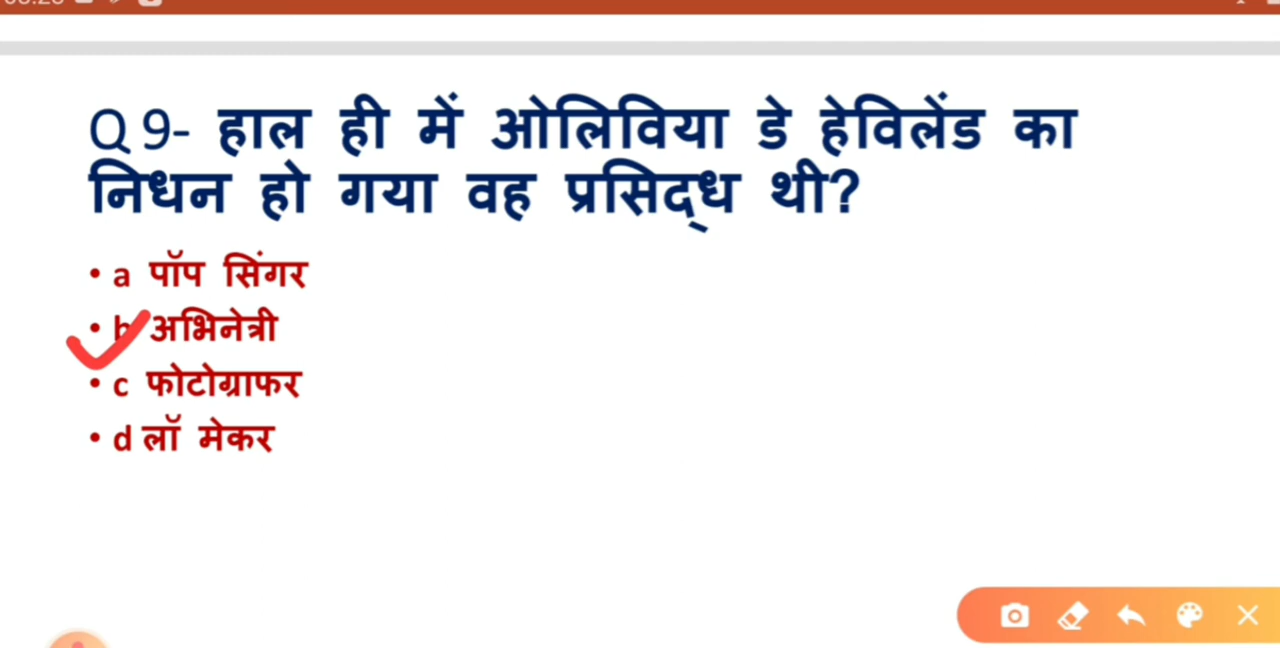 Q 9- हाल ही में ओलिविया डे हेविलेंड का
निधन हो गया वह प्रसिद्ध थी?
• a पॉप सिंगर
• b अभिनेत्री
• c फोटोग्राफर
• d लॉ मेकर